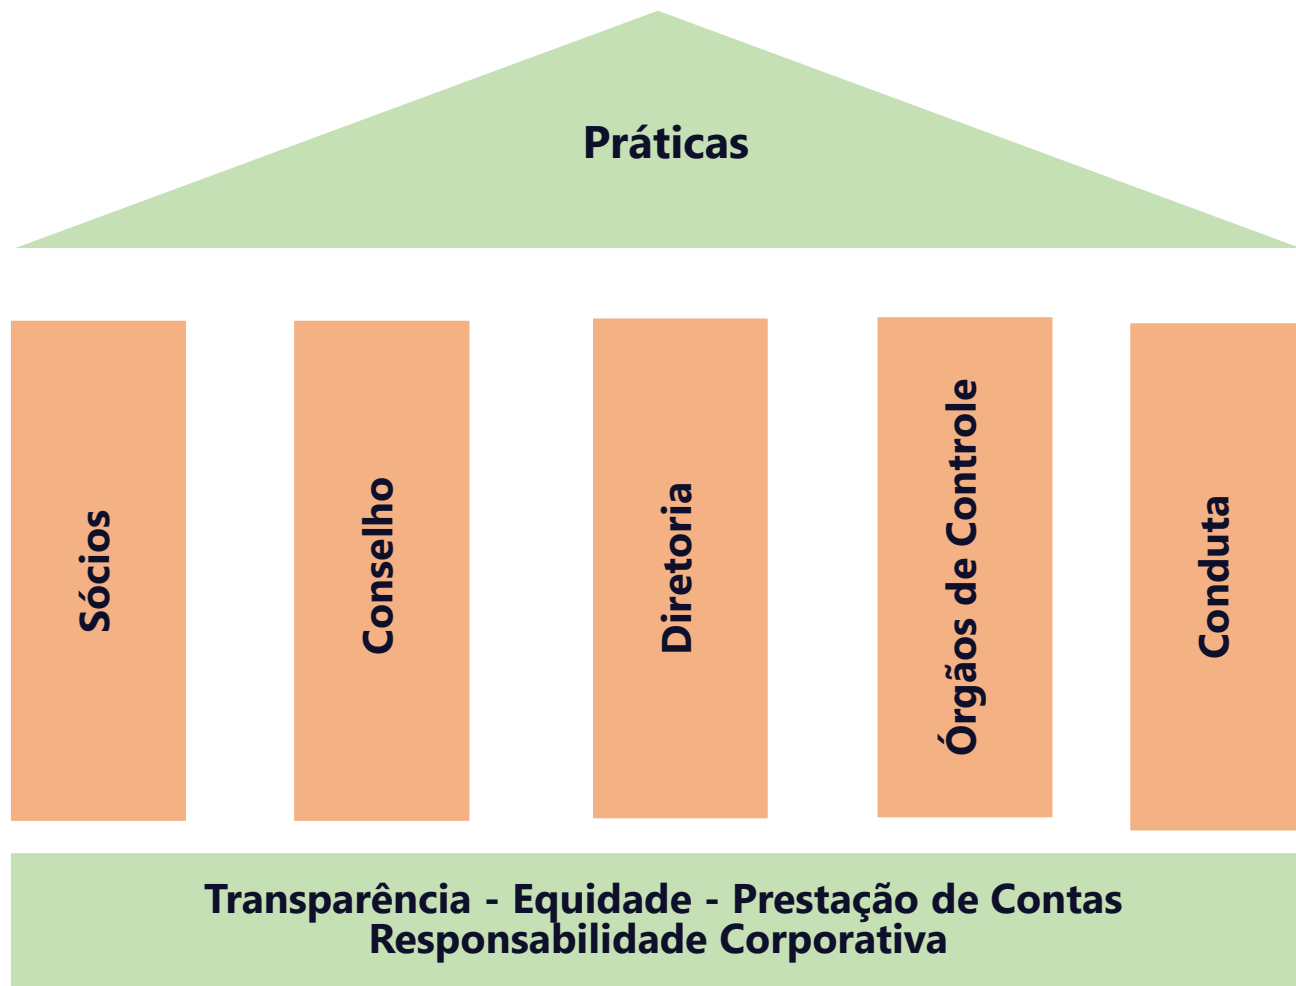 Práticas
Sócios
Conselho
Diretoria
Órgãos de Controle
Conduta
Transparência - Equidade - Prestação de Contas
Responsabilidade Corporativa